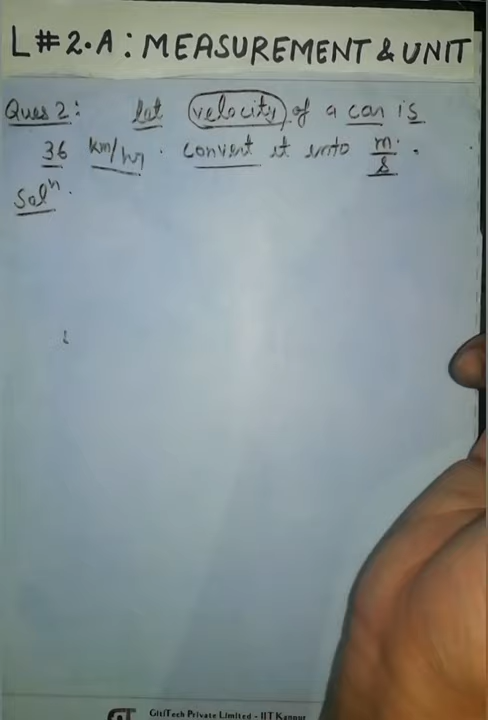 L#2.A: MEASUREMENT & UNIT
Ques 2: let velocity of a car is
36 km/hr. convert it into m/s.
Solⁿ.
GitiTech Private Limited - IIT Kanpur